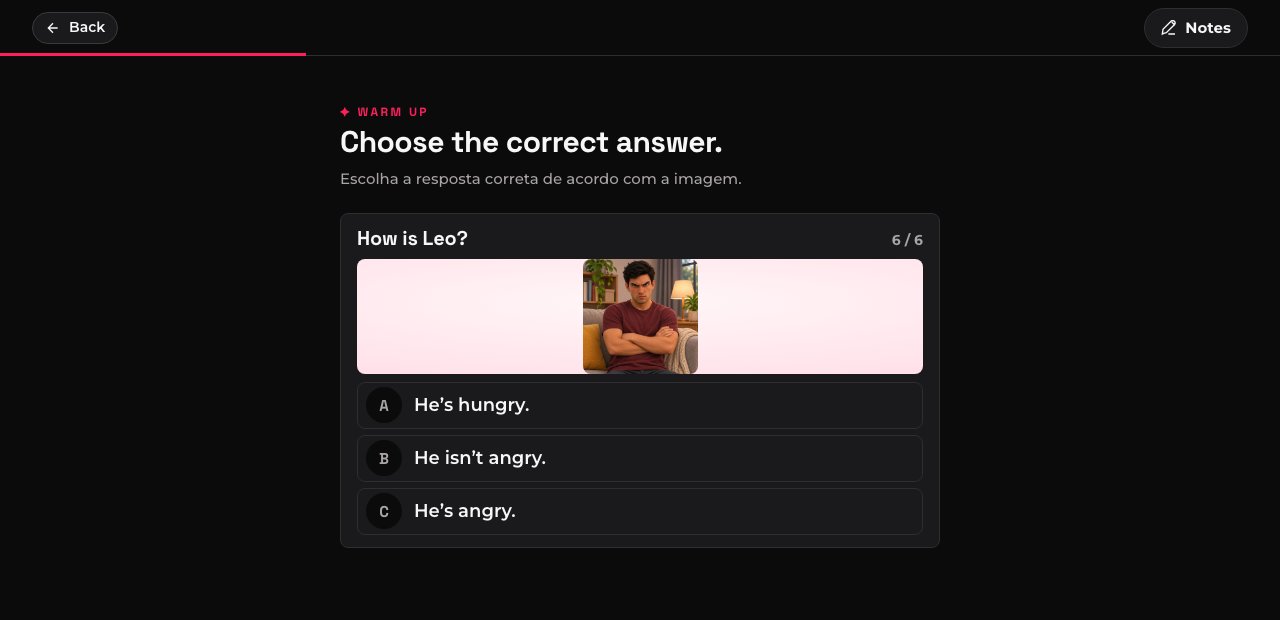 Back
Notes
WARM UP
Choose the correct answer.
Escolha a resposta correta de acordo com a imagem.
How is Leo?
6 / 6
A
He’s hungry.
B
He isn’t angry.
C
He’s angry.